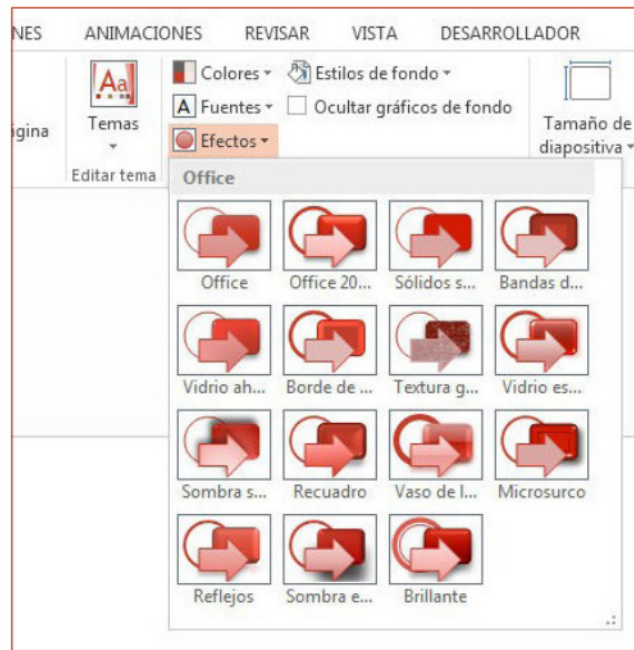 NES ANIMACIONES REVISAR VISTA DESARROLLADOR
Colores Estilos de fondo
Aa
A Fuentes Ocultar gráficos de fondo
ágina Temas Tamaño de
Efectos diapositiva
Editar tema
Office
Office Office 20... Sólidos s... Bandas d...
Vidrio ah... Borde de ... Textura g... Vidrio es...
Sombra s... Recuadro Vaso de l... Microsurco
Reflejos Sombra e... Brillante